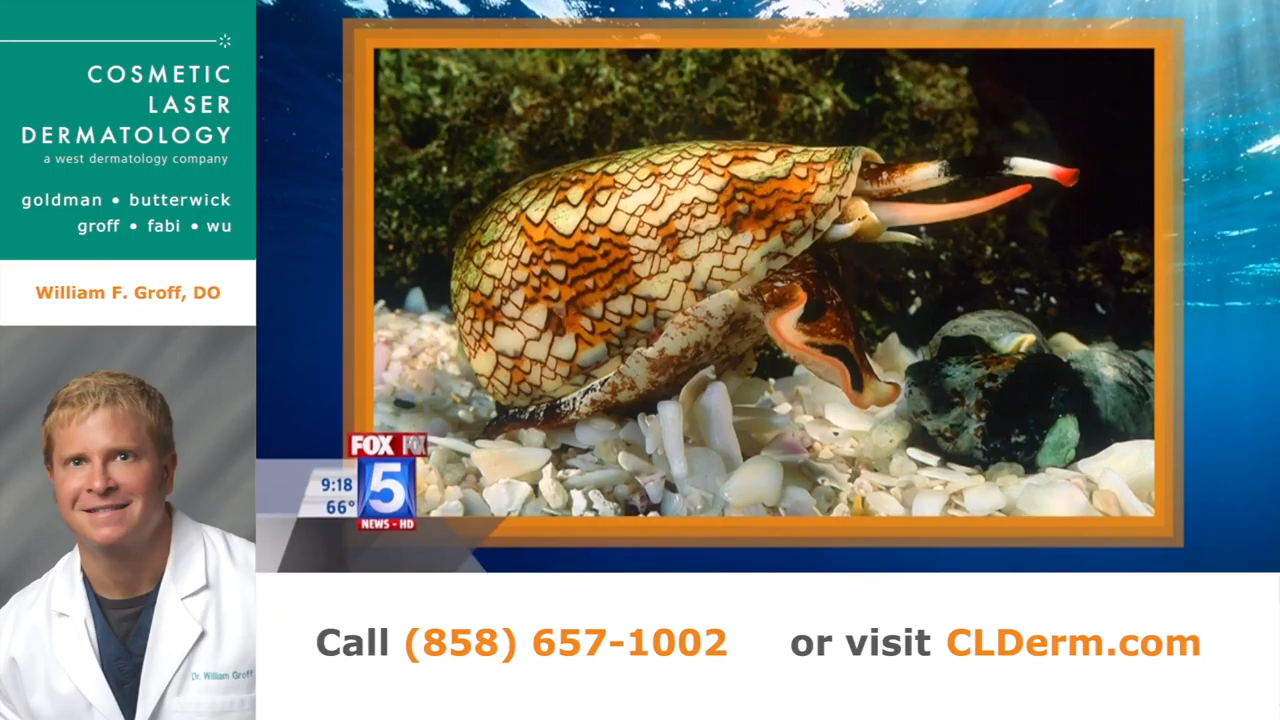 COSMETIC
LASER
DERMATOLOGY
a west dermatology company
goldman • butterwick
groff • fabi • wu
William F. Groff, DO
Dr. William Groff
FOX FOX
9:18
5
66°
NEWS - HD
Call (858) 657-1002 or visit CLDerm.com